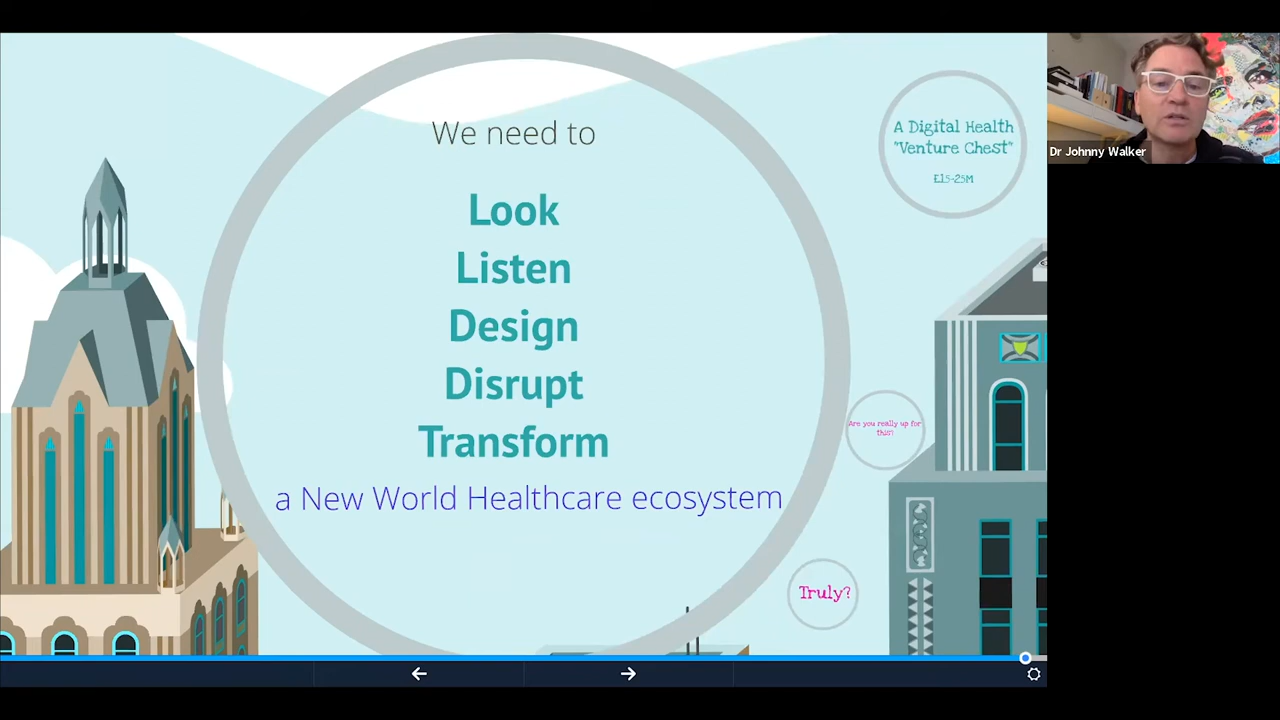 We need to
Look
Listen
Design
Disrupt
Transform
a New World Healthcare ecosystem
A Digital Health
"Venture Chest"
£15-25M
Are you really up for
this?
Truly?
Dr Johnny Walker